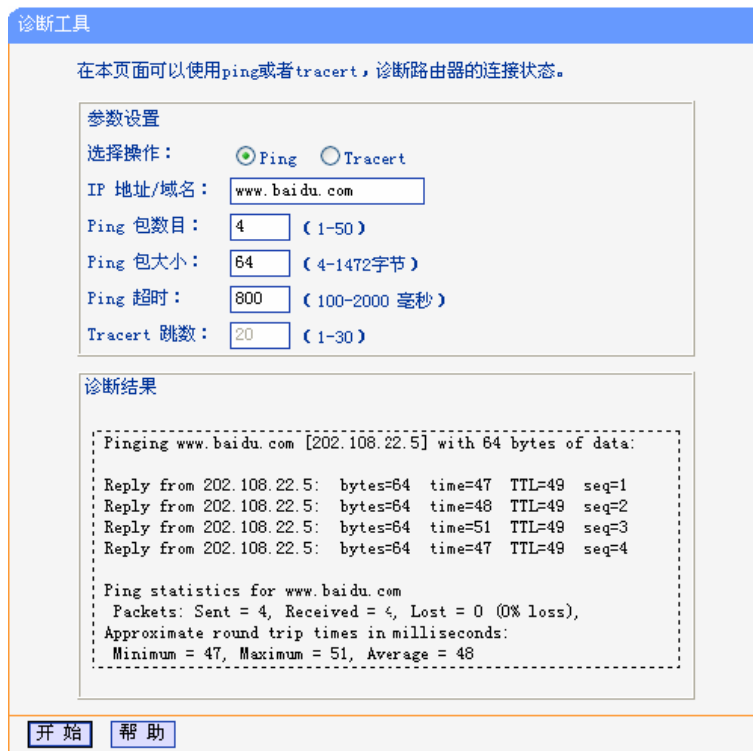 诊断工具
在本页面可以使用ping或者tracert，诊断路由器的连接状态。
参数设置
选择操作： Ping Tracert
IP 地址/域名： www.baidu.com
Ping 包数目： 4 （1-50）
Ping 包大小： 64 （4-1472字节）
Ping 超时： 800 （100-2000 毫秒）
Tracert 跳数： 20 （1-30）
诊断结果
Pinging www.baidu.com [202.108.22.5] with 64 bytes of data:
Reply from 202.108.22.5: bytes=64 time=47 TTL=49 seq=1
Reply from 202.108.22.5: bytes=64 time=48 TTL=49 seq=2
Reply from 202.108.22.5: bytes=64 time=51 TTL=49 seq=3
Reply from 202.108.22.5: bytes=64 time=47 TTL=49 seq=4
Ping statistics for www.baidu.com
Packets: Sent = 4, Received = 4, Lost = 0 (0% loss),
Approximate round trip times in milliseconds:
Minimum = 47, Maximum = 51, Average = 48
开 始 帮 助